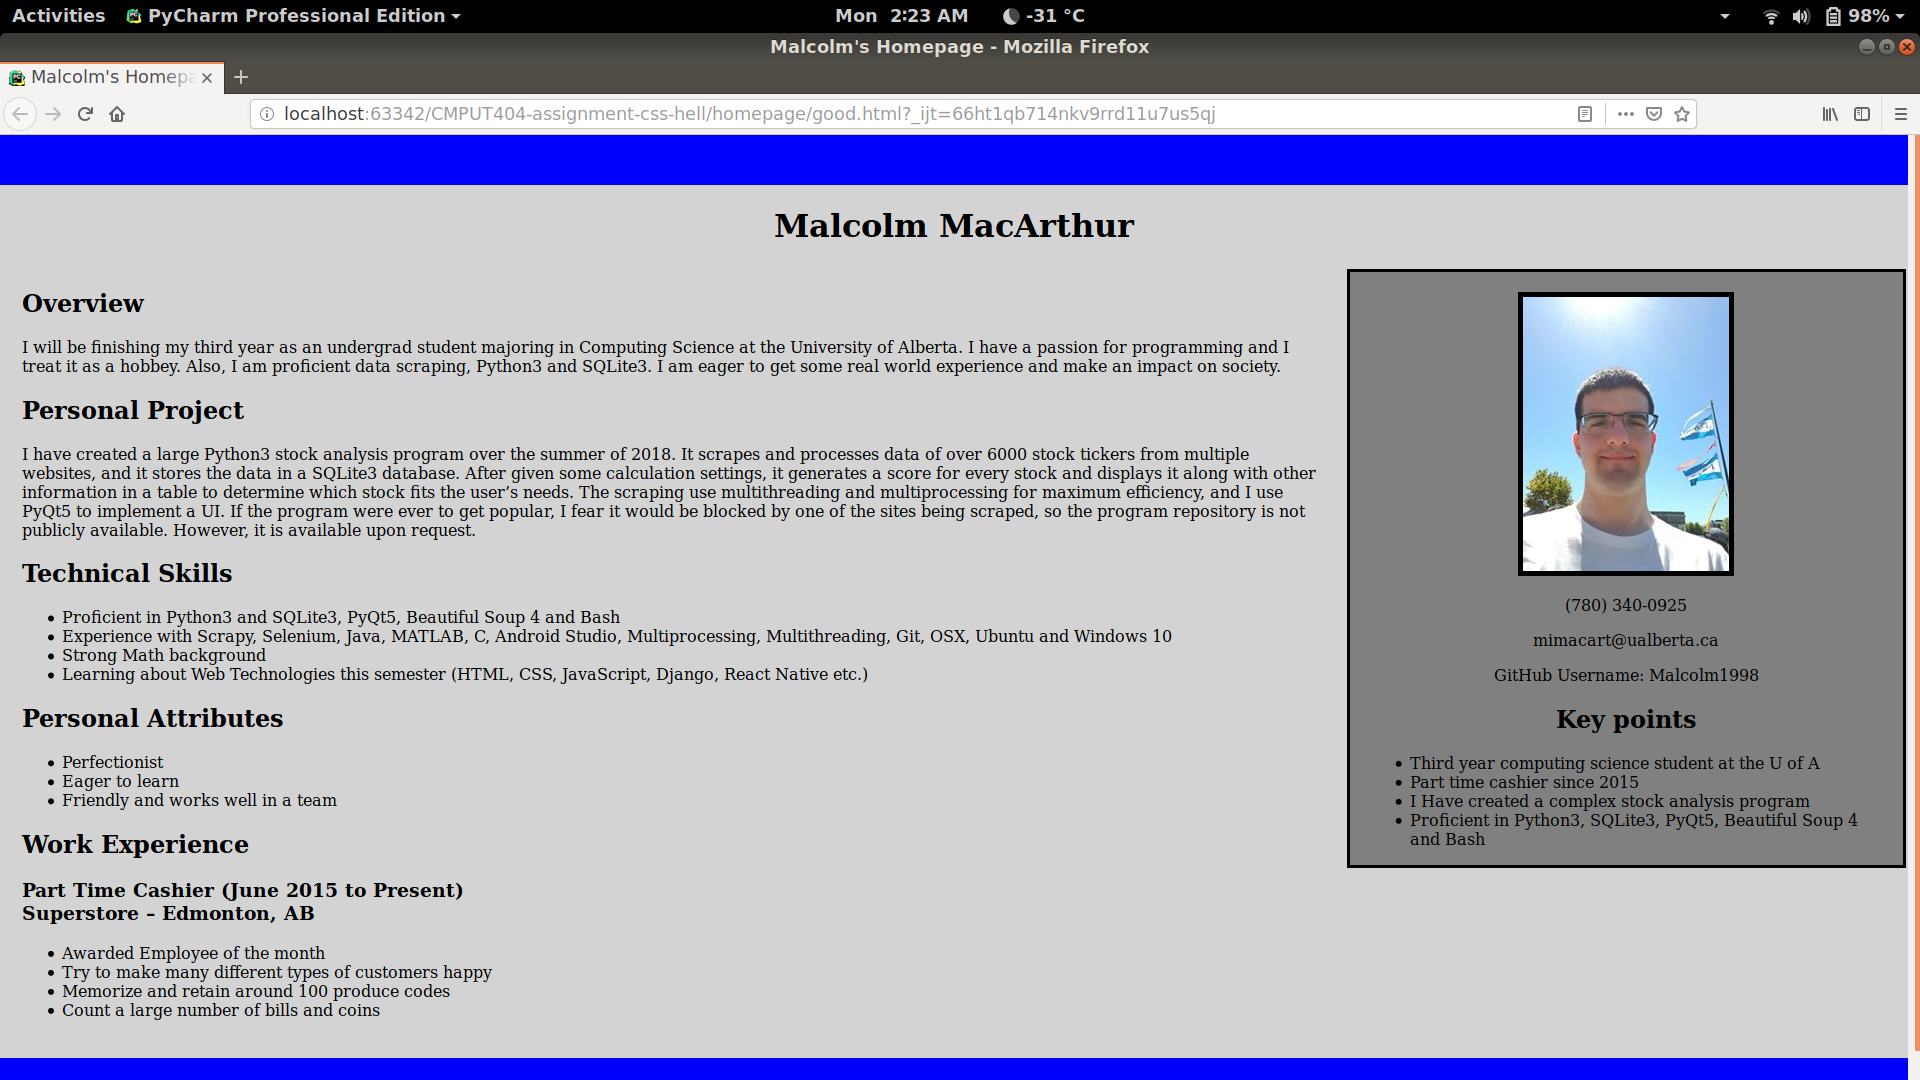 Activities PyCharm Professional Edition Mon 2:23 AM -31 °C 98%
Malcolm's Homepage - Mozilla Firefox
Malcolm's Homepa
localhost:63342/CMPUT404-assignment-css-hell/homepage/good.html?_ijt=66ht1qb714nkv9rrd11u7us5qj
Malcolm MacArthur
Overview
I will be finishing my third year as an undergrad student majoring in Computing Science at the University of Alberta. I have a passion for programming and I
treat it as a hobbey. Also, I am proficient data scraping, Python3 and SQLite3. I am eager to get some real world experience and make an impact on society.
Personal Project
I have created a large Python3 stock analysis program over the summer of 2018. It scrapes and processes data of over 6000 stock tickers from multiple
websites, and it stores the data in a SQLite3 database. After given some calculation settings, it generates a score for every stock and displays it along with other
information in a table to determine which stock fits the user’s needs. The scraping use multithreading and multiprocessing for maximum efficiency, and I use
PyQt5 to implement a UI. If the program were ever to get popular, I fear it would be blocked by one of the sites being scraped, so the program repository is not
publicly available. However, it is available upon request.
Technical Skills
• Proficient in Python3 and SQLite3, PyQt5, Beautiful Soup 4 and Bash
• Experience with Scrapy, Selenium, Java, MATLAB, C, Android Studio, Multiprocessing, Multithreading, Git, OSX, Ubuntu and Windows 10
• Strong Math background
• Learning about Web Technologies this semester (HTML, CSS, JavaScript, Django, React Native etc.)
Personal Attributes
• Perfectionist
• Eager to learn
• Friendly and works well in a team
Work Experience
Part Time Cashier (June 2015 to Present)
Superstore – Edmonton, AB
• Awarded Employee of the month
• Try to make many different types of customers happy
• Memorize and retain around 100 produce codes
• Count a large number of bills and coins
(780) 340-0925
mimacart@ualberta.ca
GitHub Username: Malcolm1998
Key points
• Third year computing science student at the U of A
• Part time cashier since 2015
• I Have created a complex stock analysis program
• Proficient in Python3, SQLite3, PyQt5, Beautiful Soup 4
and Bash